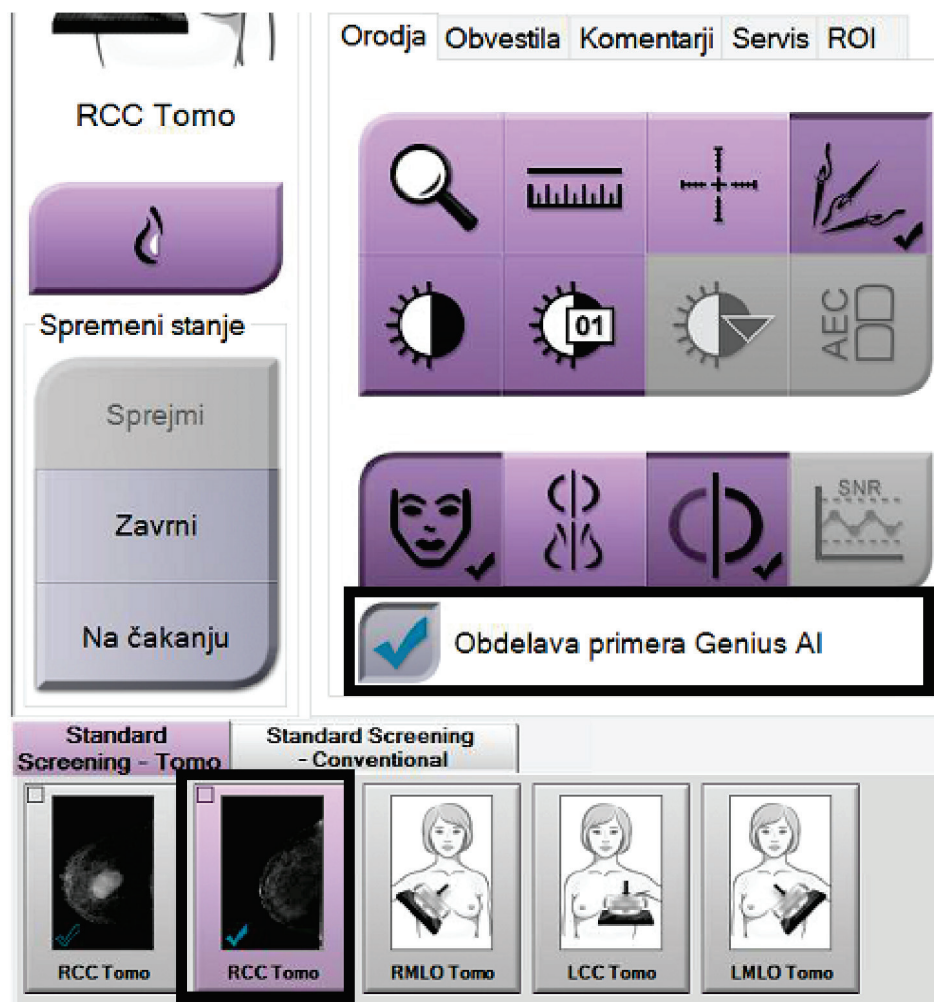 RCC Tomo
Orodja Obvestila Komentarji Servis ROI
01
AEC
Spremeni stanje
Sprejmi
Zavrni
Na čakanju
SNR
Obdelava primera Genius AI
Standard
Screening - Tomo
Standard Screening
- Conventional
RCC Tomo
RCC Tomo
RMLO Tomo
LCC Tomo
LMLO Tomo